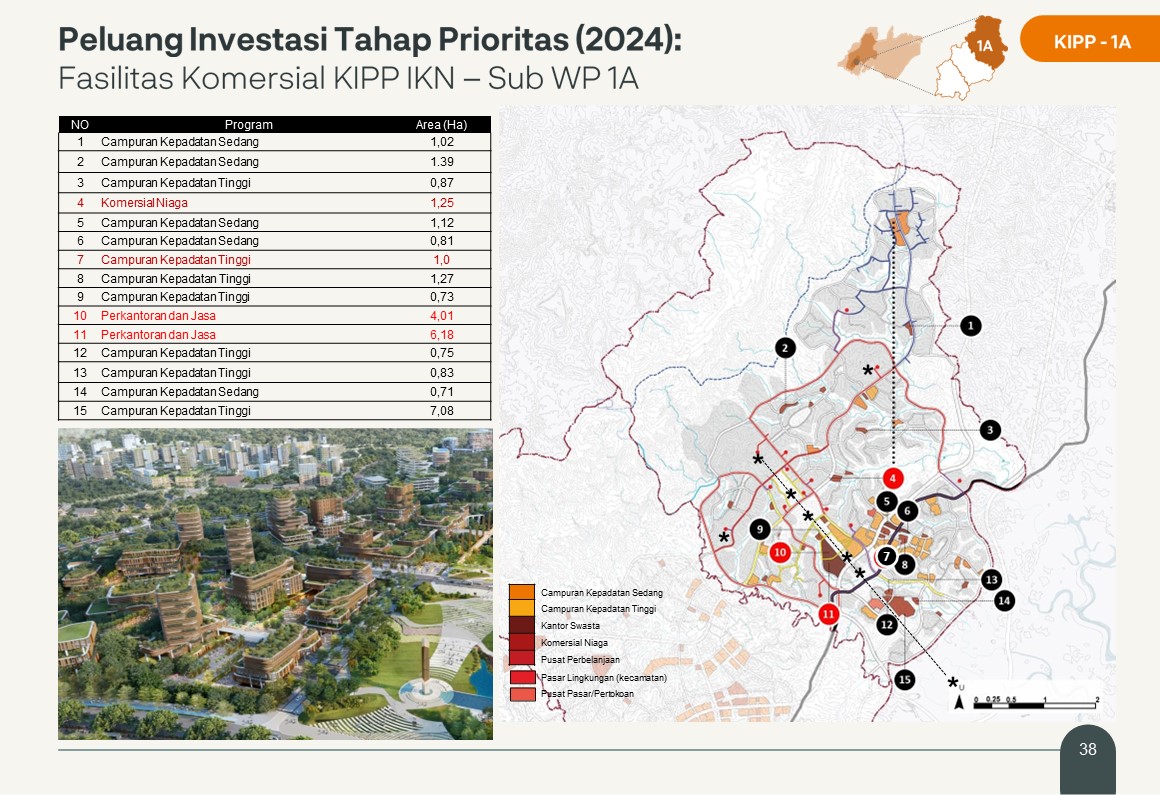 Peluang Investasi Tahap Prioritas (2024):
Fasilitas Komersial KIPP IKN – Sub WP 1A
1A
KIPP - 1A
NO Program Area (Ha)
1 Campuran Kepadatan Sedang 1,02
2 Campuran Kepadatan Sedang 1.39
3 Campuran Kepadatan Tinggi 0,87
4 Komersial Niaga 1,25
5 Campuran Kepadatan Sedang 1,12
6 Campuran Kepadatan Sedang 0,81
7 Campuran Kepadatan Tinggi 1,0
8 Campuran Kepadatan Tinggi 1,27
9 Campuran Kepadatan Tinggi 0,73
10 Perkantoran dan Jasa 4,01
11 Perkantoran dan Jasa 6,18
12 Campuran Kepadatan Tinggi 0,75
13 Campuran Kepadatan Tinggi 0,83
14 Campuran Kepadatan Sedang 0,71
15 Campuran Kepadatan Tinggi 7,08
1
2
3
4
5
6
7
8
9
10
11
12
13
14
15
Campuran Kepadatan Sedang
Campuran Kepadatan Tinggi
Kantor Swasta
Komersial Niaga
Pusat Perbelanjaan
Pasar Lingkungan (kecamatan)
Pusat Pasar/Pertokoan
U
0 0.25 0.5 1 2
38